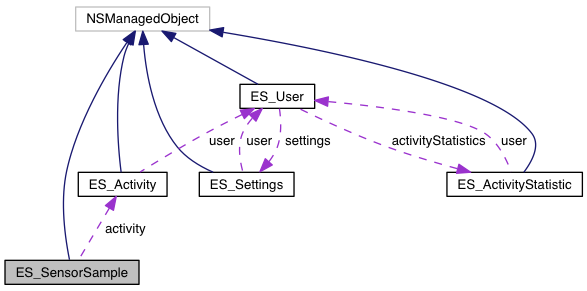 NSManagedObject
ES_User
user
user
settings
activityStatistics
user
ES_Activity
ES_Settings
ES_ActivityStatistic
activity
ES_SensorSample